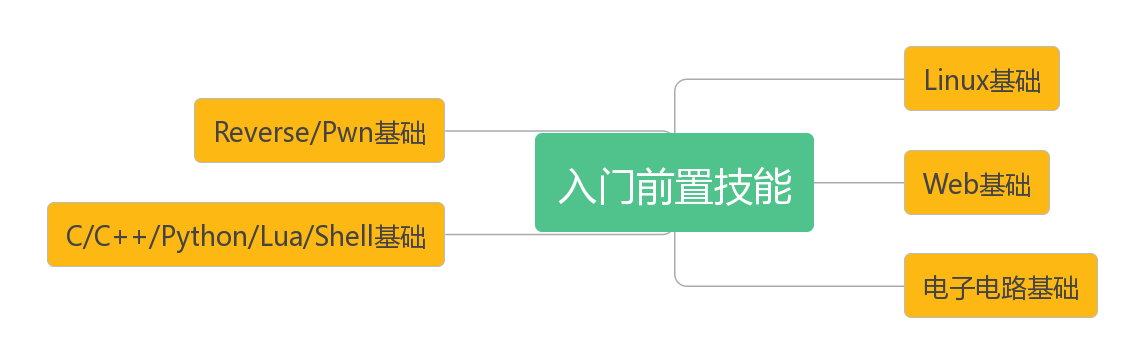 入门前置技能
Linux基础
Web基础
电子电路基础
Reverse/Pwn基础
C/C++/Python/Lua/Shell基础